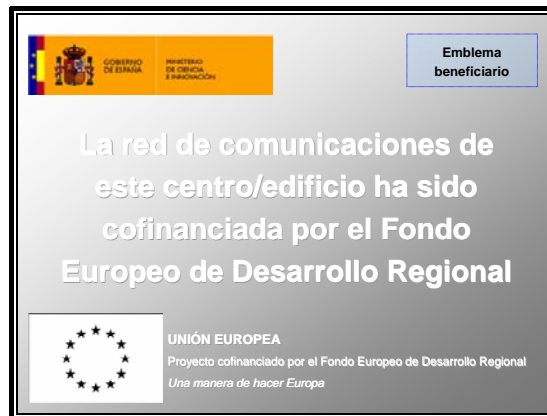 GOBIERNO
DE ESPAÑA
MINISTERIO
DE CIENCIA
E INNOVACIÓN
Emblema
beneficiario
La red de comunicaciones de
este centro/edificio ha sido
cofinanciada por el Fondo
Europeo de Desarrollo Regional
UNIÓN EUROPEA
Proyecto cofinanciado por el Fondo Europeo de Desarrollo Regional
Una manera de hacer Europa